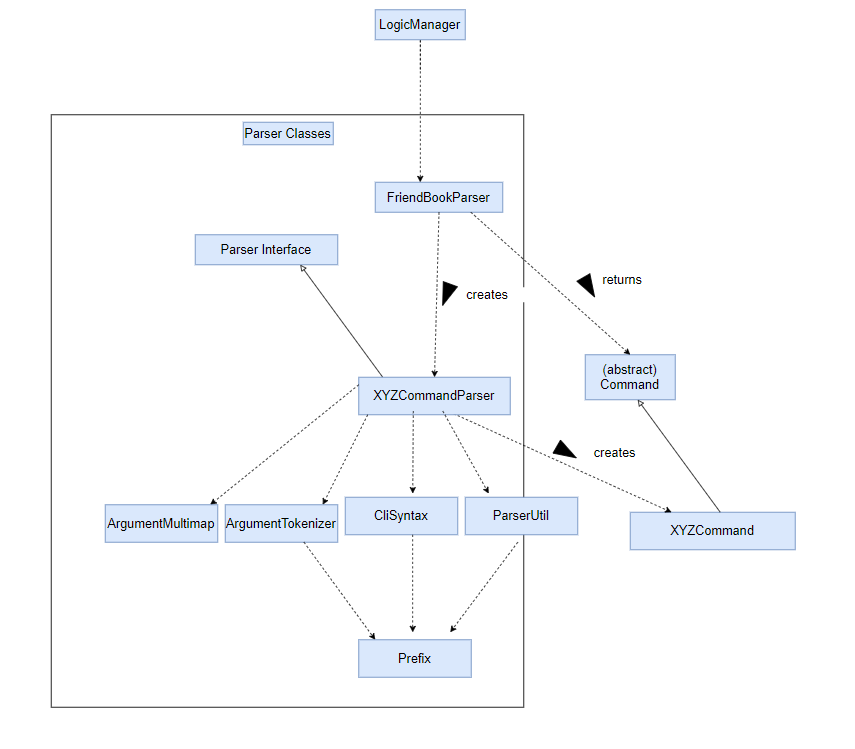 LogicManager
Parser Classes
FriendBookParser
Parser Interface
returns
creates
(abstract)
Command
XYZCommandParser
creates
ArgumentMultimap
ArgumentTokenizer
CliSyntax
ParserUtil
XYZCommand
Prefix